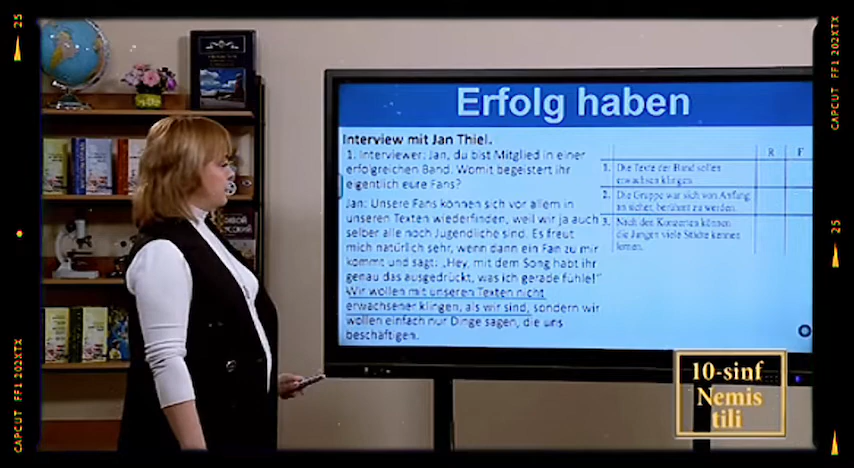 25
CAPCUT FF1 202XTX
Erfolg haben
Interview mit Jan Thiel.
1. Interviewer: Jan, du bist Mitglied in einer
erfolgreichen Band. Womit begeistert ihr
eigentlich eure Fans?
Jan: Unsere Fans können sich vor allem in
unseren Texten wiederfinden, weil wir ja auch
selber alle noch Jugendliche sind. Es freut
mich natürlich sehr, wenn dann ein Fan zu mir
kommt und sagt: „Hey, mit dem Song habt ihr
genau das ausgedrückt, was ich gerade fühle!“
Wir wollen mit unseren Texten nicht
erwachsener klingen, als wir sind, sondern wir
wollen einfach nur Dinge sagen, die uns
beschäftigen.
R F
1. Die Texte der Band sollen
erwachsen klingen.
2. Die Gruppe war sich von Anfang
an sicher, berühmt zu werden.
3. Nach den Konzerten können
die Jungen viele Städte kennen
lernen.
10-sinf
Nemis
tili
25
CAPCUT FF1 202XTX